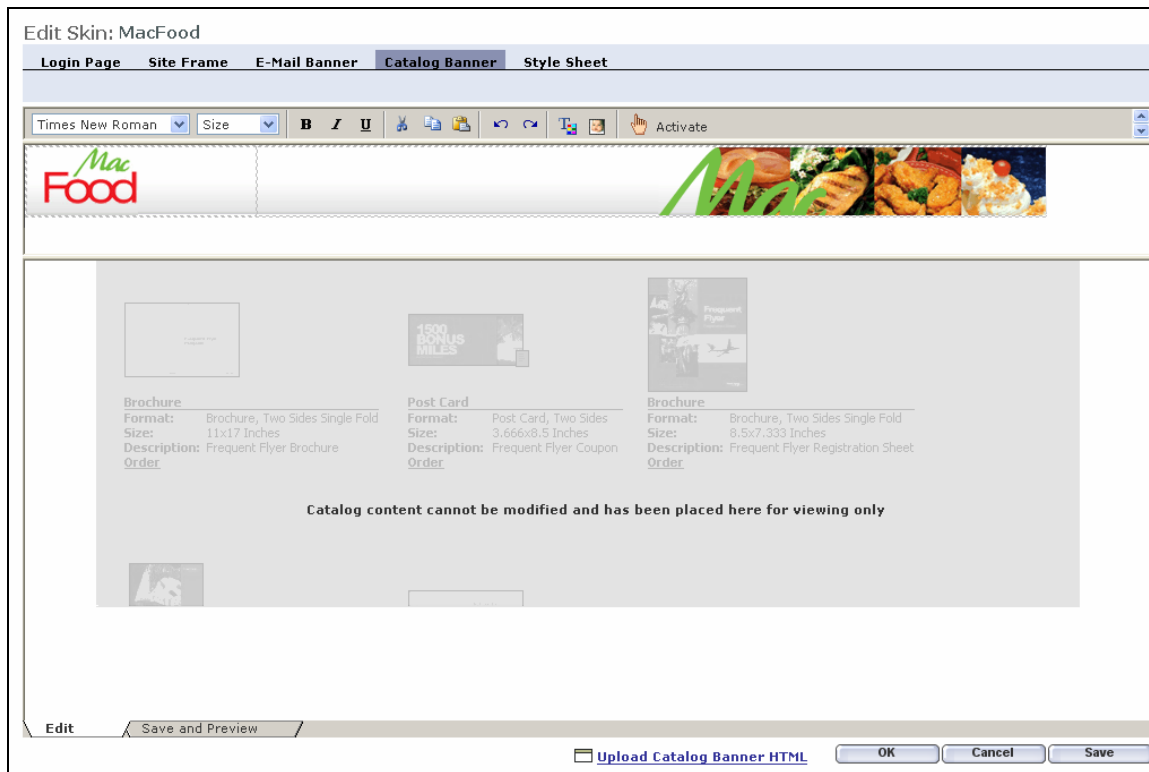 Edit Skin: MacFood
Login Page Site Frame E-Mail Banner Catalog Banner Style Sheet
Times New Roman Size B I U Activate
Mac
Food
Mac
1500
BONUS
MILES
Frequent
Flyer
Brochure
Format: Brochure, Two Sides Single Fold
Size: 11x17 Inches
Description: Frequent Flyer Brochure
Order
Post Card
Format: Post Card, Two Sides
Size: 3.666x8.5 Inches
Description: Frequent Flyer Coupon
Order
Brochure
Format: Brochure, Two Sides Single Fold
Size: 8.5x7.333 Inches
Description: Frequent Flyer Registration Sheet
Order
Catalog content cannot be modified and has been placed here for viewing only
Edit Save and Preview
Upload Catalog Banner HTML OK Cancel Save